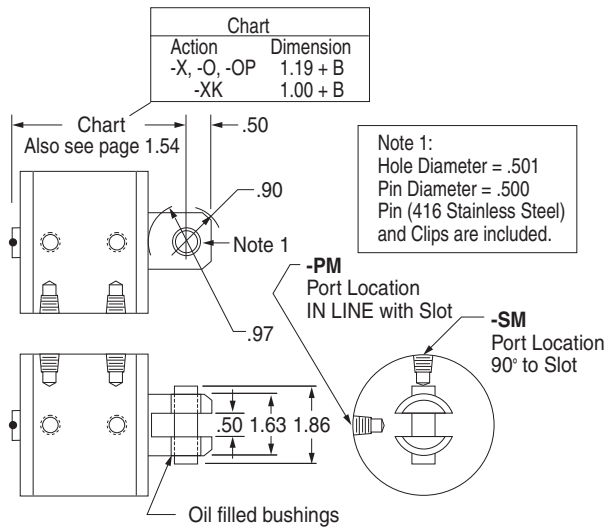 Chart
Action Dimension
-X, -O, -OP 1.19 + B
-XK 1.00 + B
Chart
Also see page 1.54
.50
.90
Note 1
.97
Note 1:
Hole Diameter = .501
Pin Diameter = .500
Pin (416 Stainless Steel)
and Clips are included.
-PM
Port Location
IN LINE with Slot
-SM
Port Location
90° to Slot
.50 1.63 1.86
Oil filled bushings